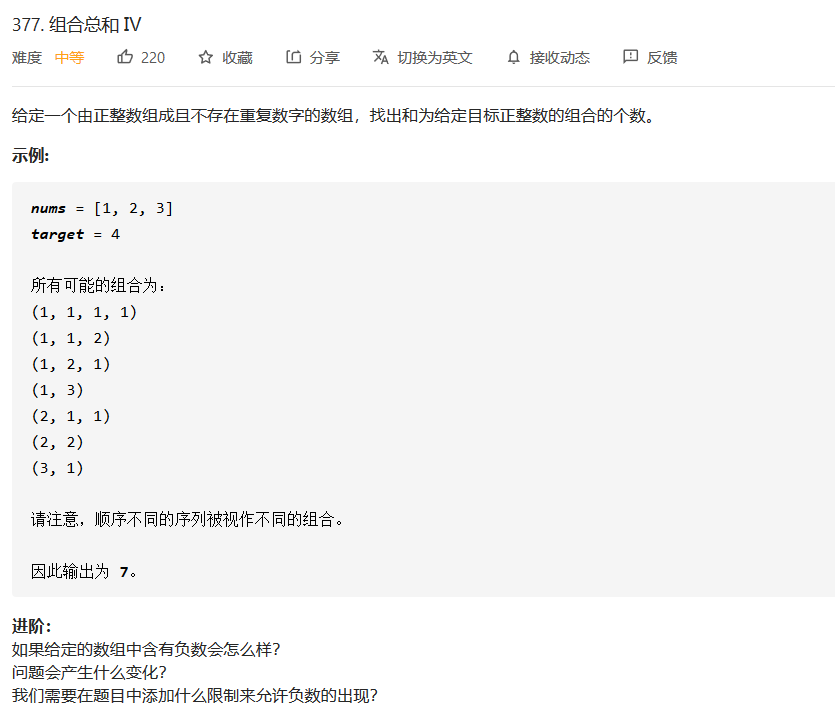 377. 组合总和 Ⅳ
难度 中等 220 收藏 分享 切换为英文 接收动态 反馈
给定一个由正整数组成且不存在重复数字的数组，找出和为给定目标正整数的组合的个数。
示例:
nums = [1, 2, 3]
target = 4
所有可能的组合为：
(1, 1, 1, 1)
(1, 1, 2)
(1, 2, 1)
(1, 3)
(2, 1, 1)
(2, 2)
(3, 1)
请注意，顺序不同的序列被视作不同的组合。
因此输出为 7。
进阶：
如果给定的数组中含有负数会怎么样？
问题会产生什么变化？
我们需要在题目中添加什么限制来允许负数的出现？